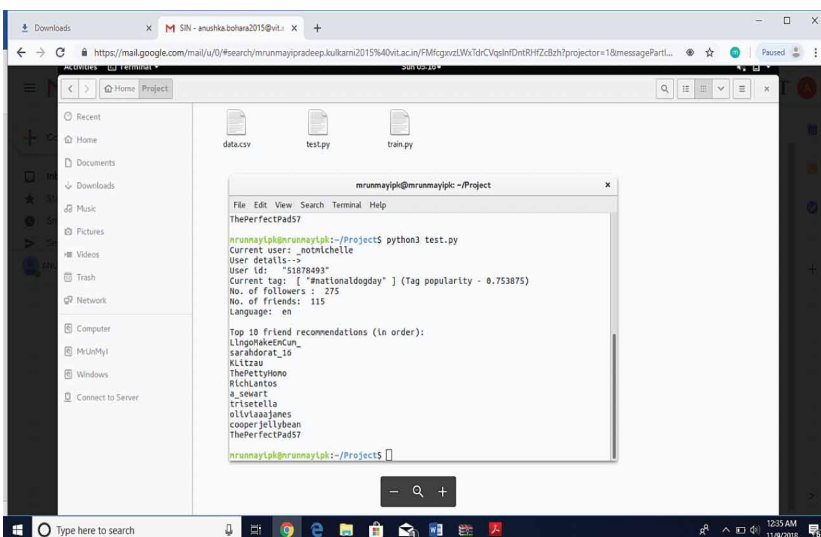 Downloads
SIN - anushka.bohara2015@vit.a
https://mail.google.com/mail/u/0/#search/mrunmayipradeep.kulkarni2015%40vit.ac.in/FMfcgxvzLWxTdrCVqsInfDntRHfZcBzh?projector=1&messagePartI...
Paused
Activities Terminal
Sun 05:16
Home Project
Recent
Home
Documents
Downloads
Music
Pictures
Videos
Trash
Network
Computer
MrUnMyI
Windows
Connect to Server
data.csv test.py train.py
mrunmayipk@mrunmayipk: ~/Project
File Edit View Search Terminal Help
ThePerfectPad57
mrunmayipk@mrunmayipk:~/Project$ python3 test.py
Current user: _notmichelle
User details-->
User id: "51878493"
Current tag: [ "#nationaldogday" ] (Tag popularity - 0.753875)
No. of followers : 275
No. of friends: 115
Language: en
Top 10 friend recommendations (in order):
LingoMakeEmCum_
sarahdorat_16
KLitzau
ThePettyHomo
RichLantos
a_sewart
trisetella
oliviaaajames
cooperjellybean
ThePerfectPad57
mrunmayipk@mrunmayipk:~/Project$
Type here to search
12:35 AM
11/9/2018